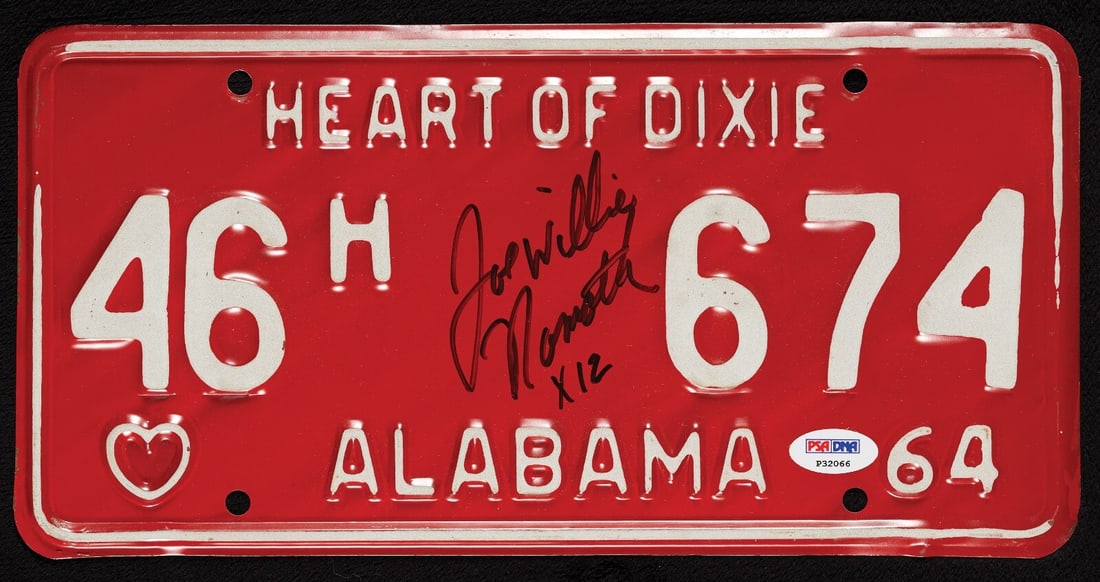 HEART OF DIXIE
46 H 674
Joe Willie
Namath
X12
ALABAMA 64
PSA DNA
P32066